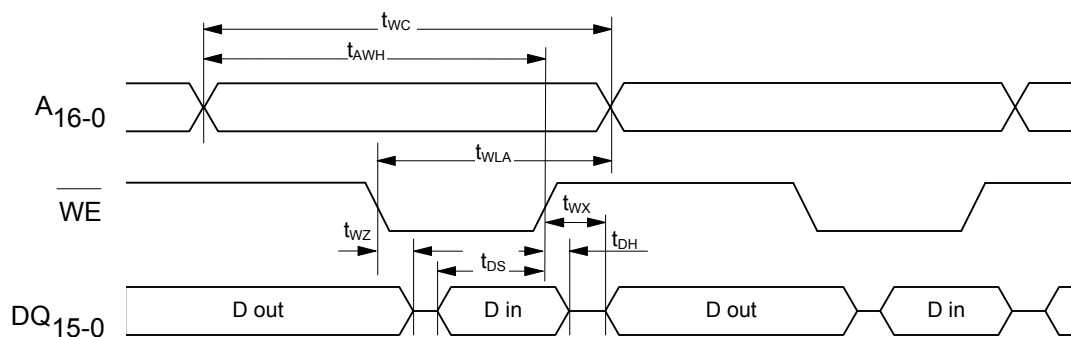 tWC
tAWH
A16-0
tWLA
WE
tWX
tWZ
tDH
tDS
DQ15-0
D out
D in
D out
D in